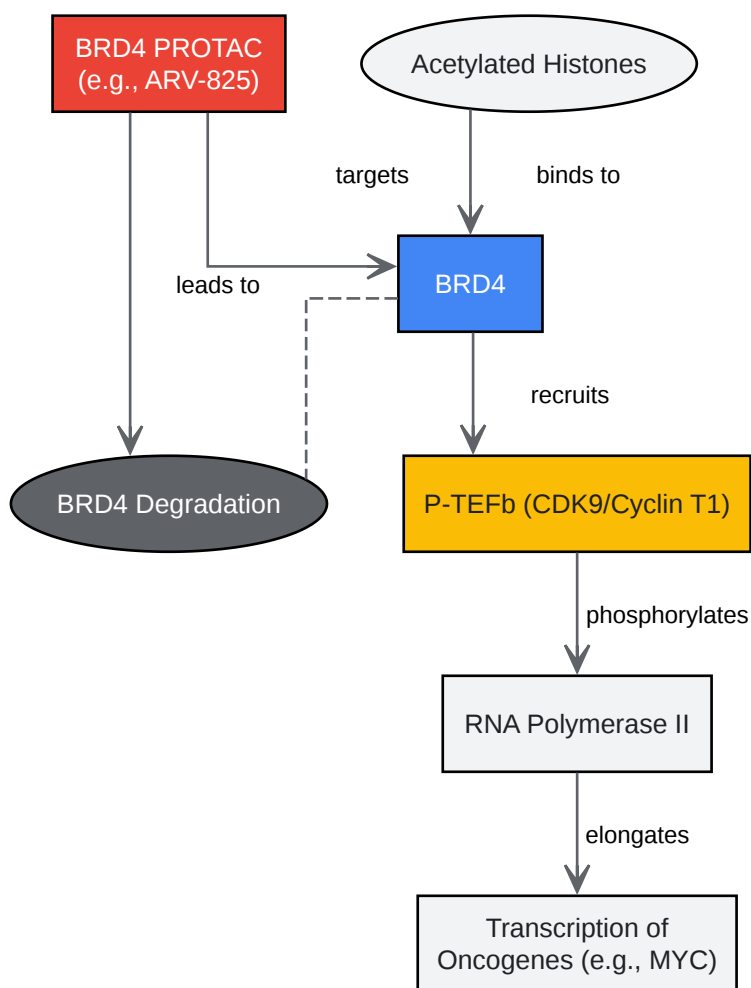 BRD4 PROTAC
(e.g., ARV-825)
Acetylated Histones
targets
binds to
leads to
BRD4
recruits
BRD4 Degradation
P-TEFb (CDK9/Cyclin T1)
phosphorylates
RNA Polymerase II
elongates
Transcription of
Oncogenes (e.g., MYC)